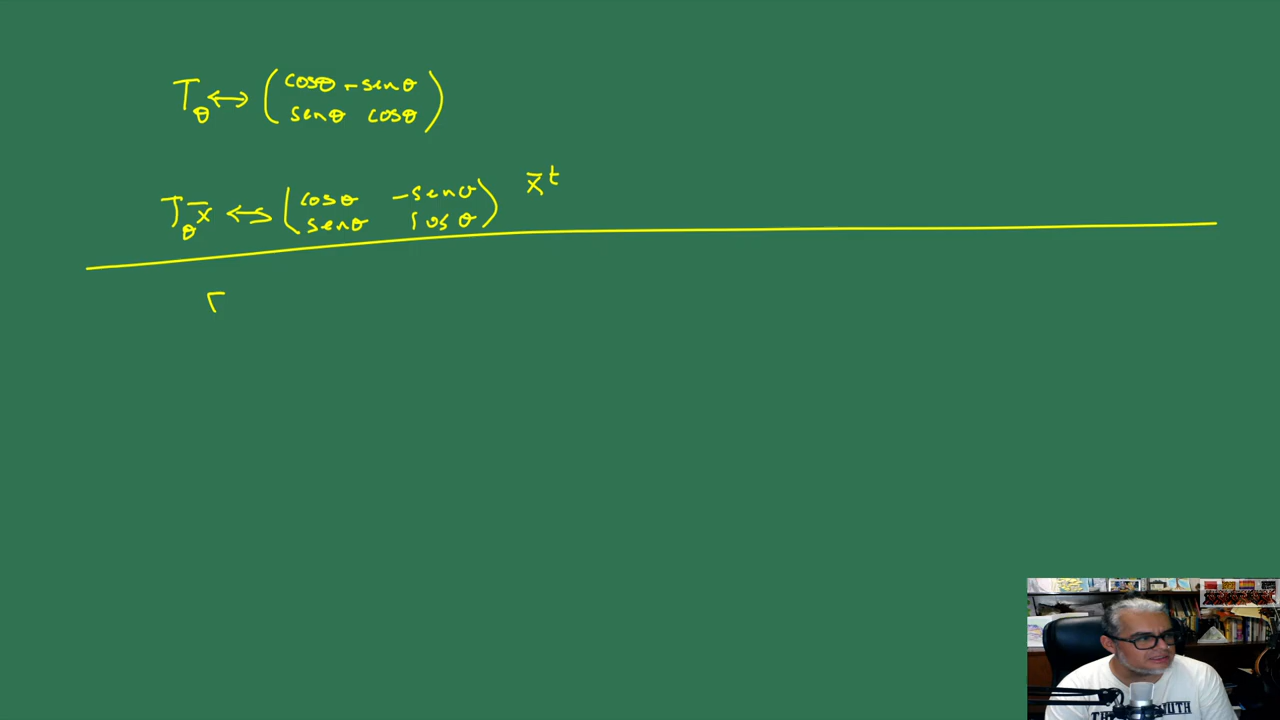 T_θ ↔ ( cosθ -senθ
senθ cosθ )
T_θ x̄ ↔ ( cosθ -senθ ) x̄^t
senθ cosθ
Γ